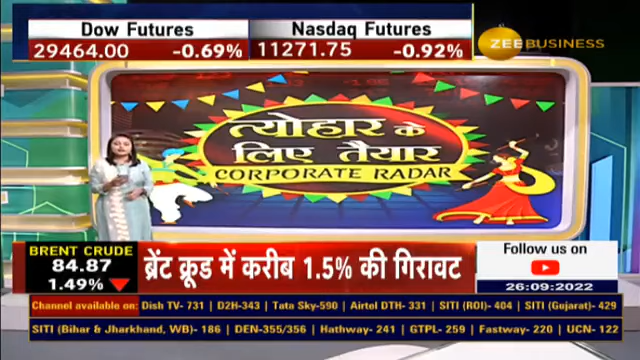 Dow Futures
29464.00 -0.69%
Nasdaq Futures
11271.75 -0.92%
ZEE BUSINESS
त्योहार के
लिए तैयार
CORPORATE RADAR
BRENT CRUDE
84.87
1.49%
ब्रेंट क्रूड में करीब 1.5% की गिरावट
Follow us on
26:09:2022
Channel available on: Dish TV- 731 | D2H-343 | Tata Sky-590 | Airtel DTH- 331 | SITI (ROI)- 404 | SITI (Gujarat)- 429
SITI (Bihar & Jharkhand, WB)- 186 | DEN-355/356 | Hathway- 241 | GTPL- 259 | Fastway- 220 | UCN- 122